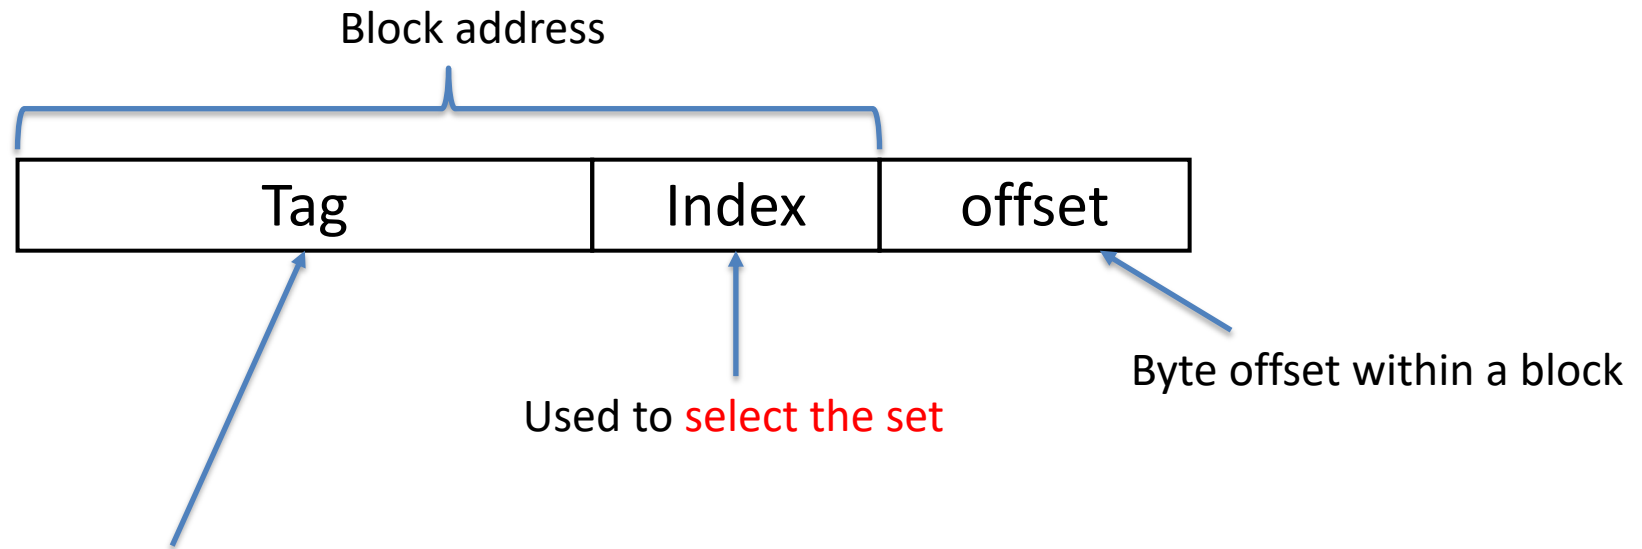 Block address
Tag Index offset
Byte offset within a block
Used to select the set